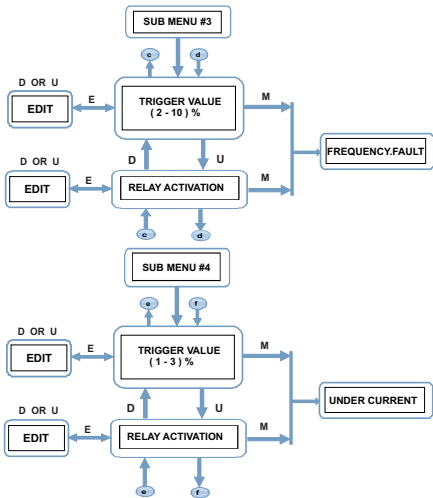 SUB MENU #3
c
d
D OR U
E
EDIT
TRIGGER VALUE
( 2 - 10 ) %
M
FREQUENCY.FAULT
D
U
D OR U
E
EDIT
RELAY ACTIVATION
M
c
d
SUB MENU #4
e
f
TRIGGER VALUE
( 1 - 3 ) %
M
D OR U
E
EDIT
D
U
UNDER CURRENT
D OR U
E
EDIT
RELAY ACTIVATION
M
e
f